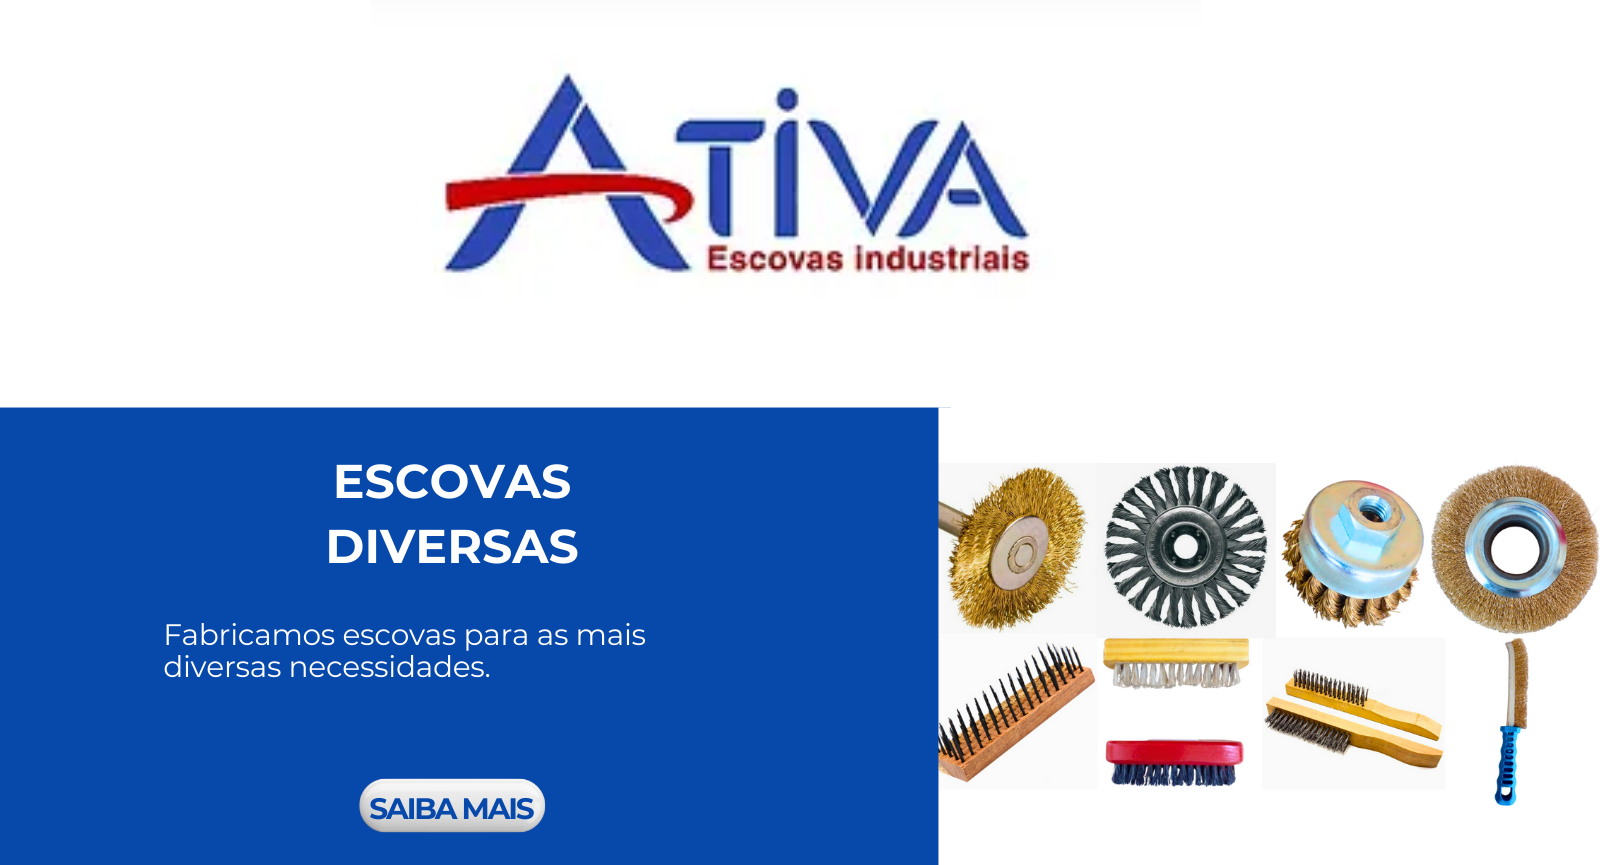 ATiVA
Escovas industriais
ESCOVAS
DIVERSAS
Fabricamos escovas para as mais
diversas necessidades.
SAIBA MAIS